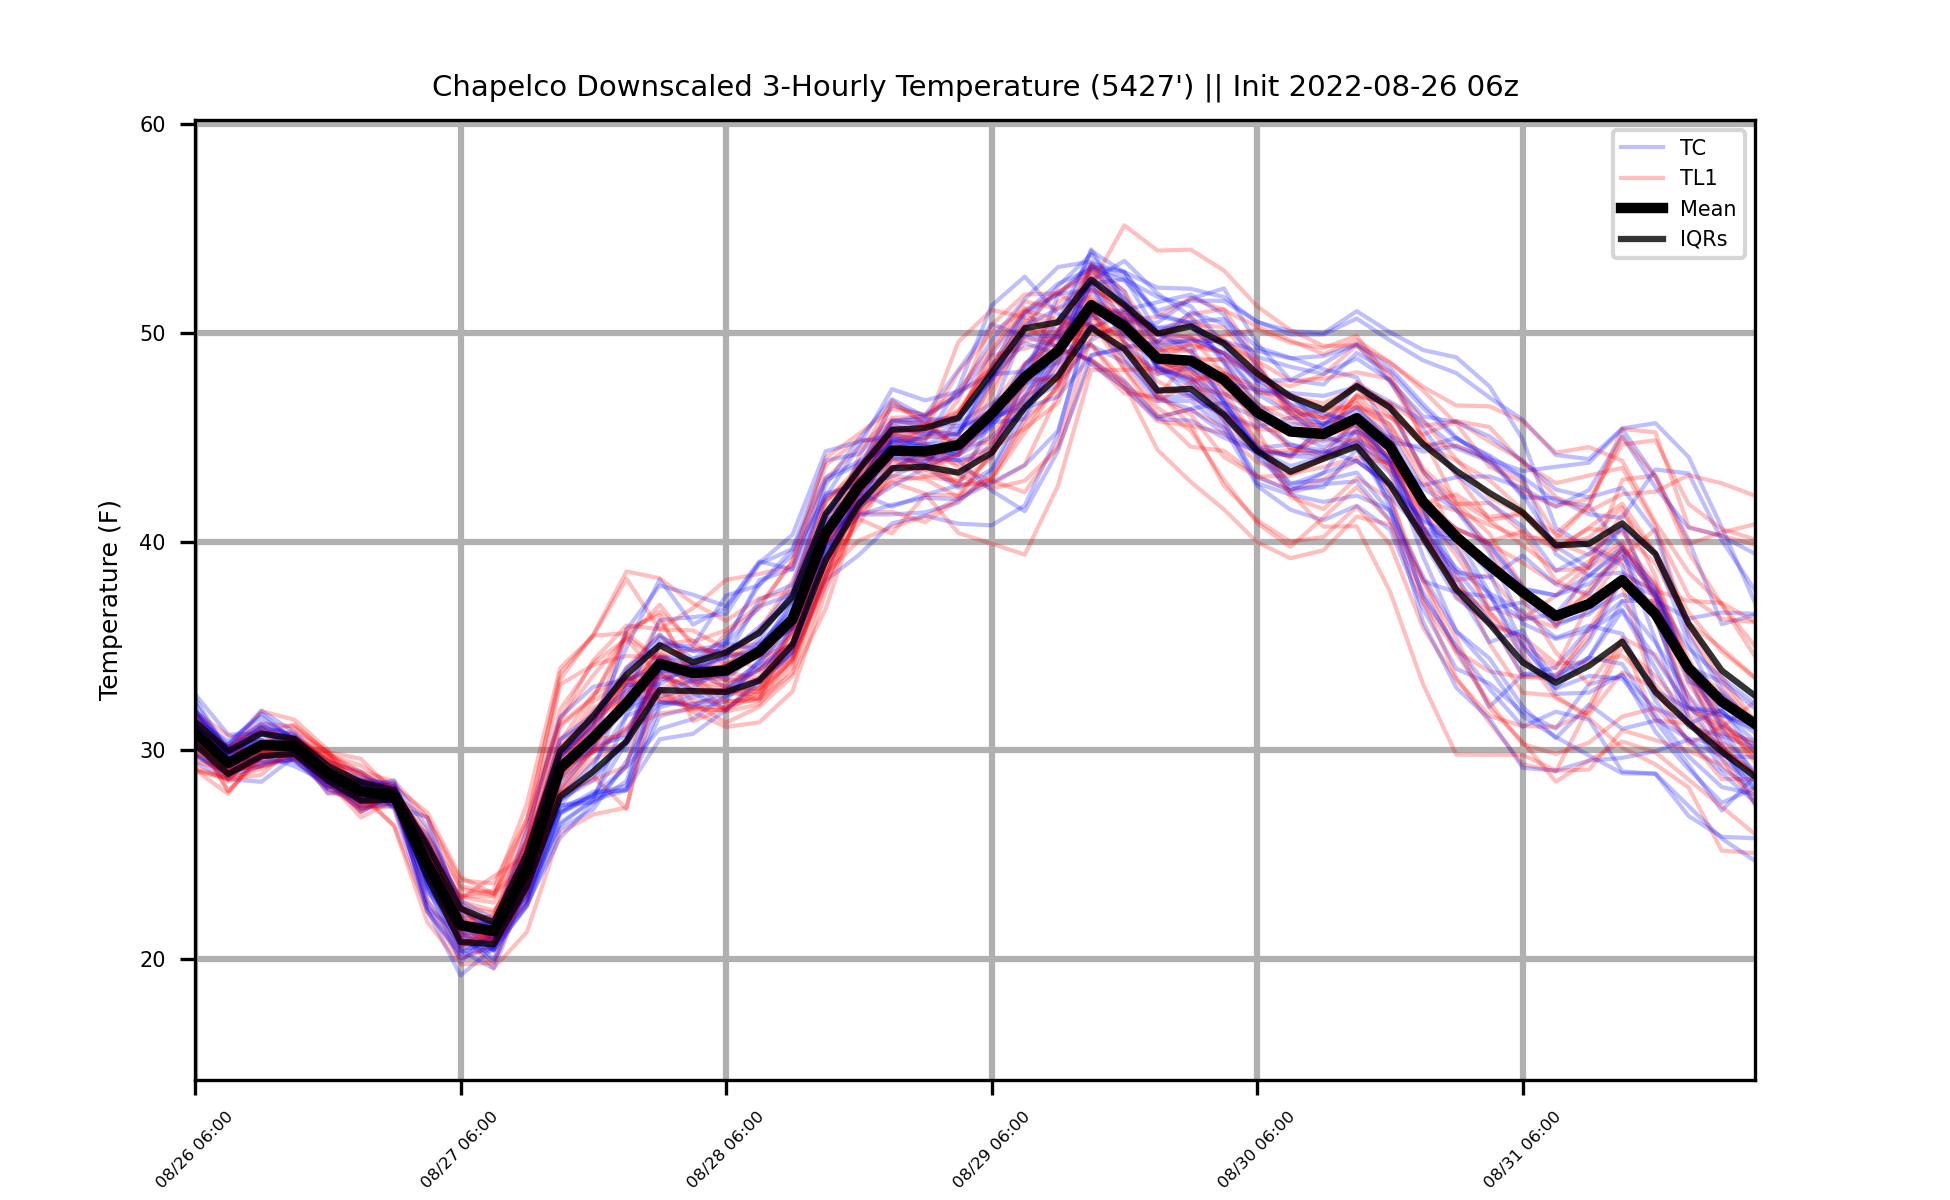 Chapelco Downscaled 3-Hourly Temperature (5427') || Init 2022-08-26 06z
TC
TL1
Mean
IQRs
Temperature (F)
60
50
40
30
20
08/26 06:00
08/27 06:00
08/28 06:00
08/29 06:00
08/30 06:00
08/31 06:00